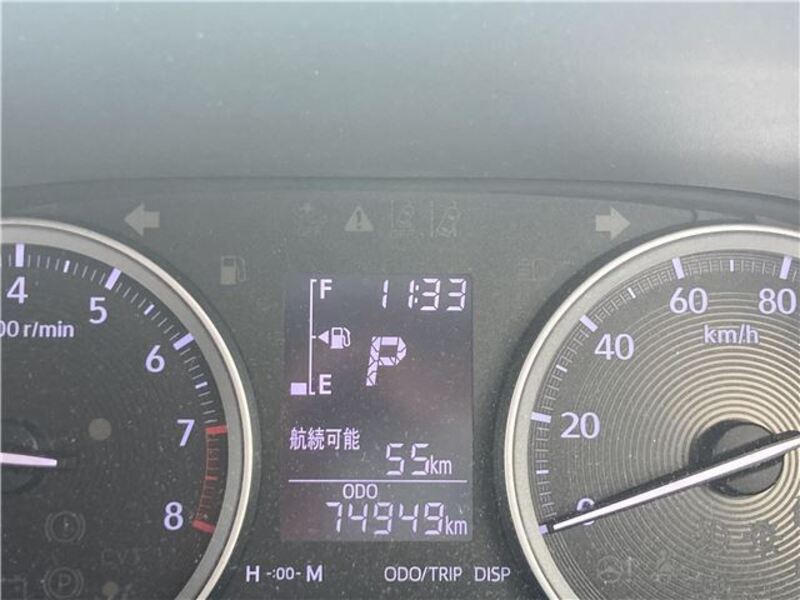 F 11:33
P
E
航続可能
55km
ODO
74949km
H -:00- M ODO/TRIP DISP
4
5
6
7
8
00 r/min
0
20
40
60
80
km/h